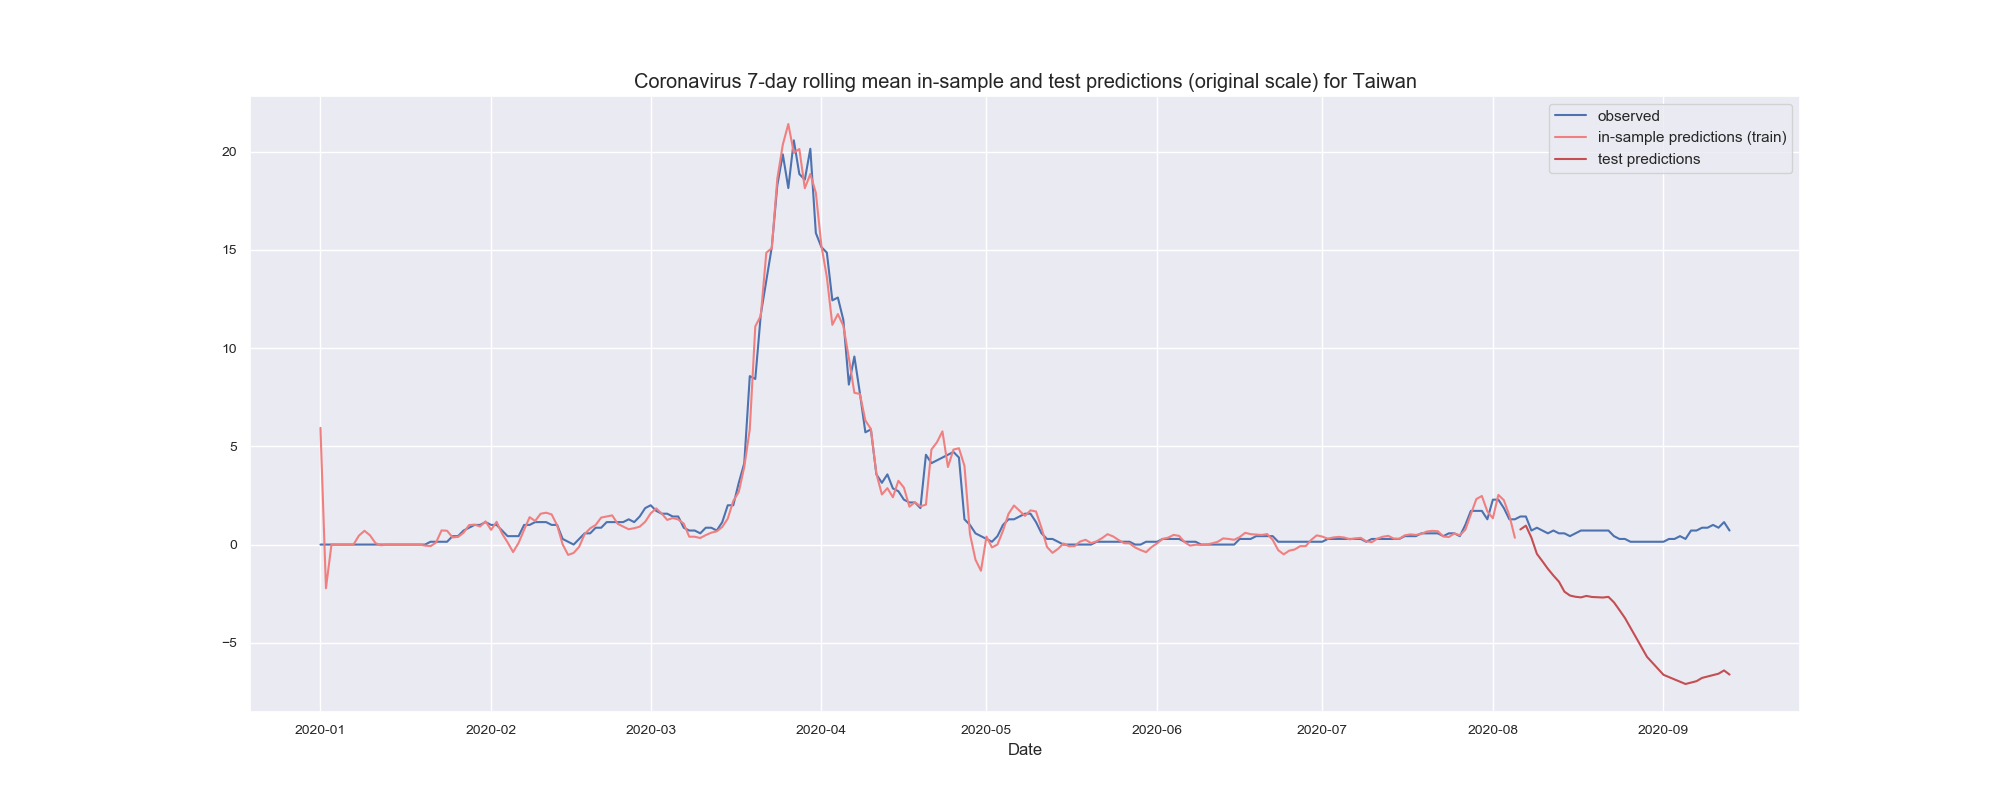 Coronavirus 7-day rolling mean in-sample and test predictions (original scale) for Taiwan
observed
in-sample predictions (train)
test predictions
20
15
10
5
0
−5
2020-01 2020-02 2020-03 2020-04 2020-05 2020-06 2020-07 2020-08 2020-09
Date